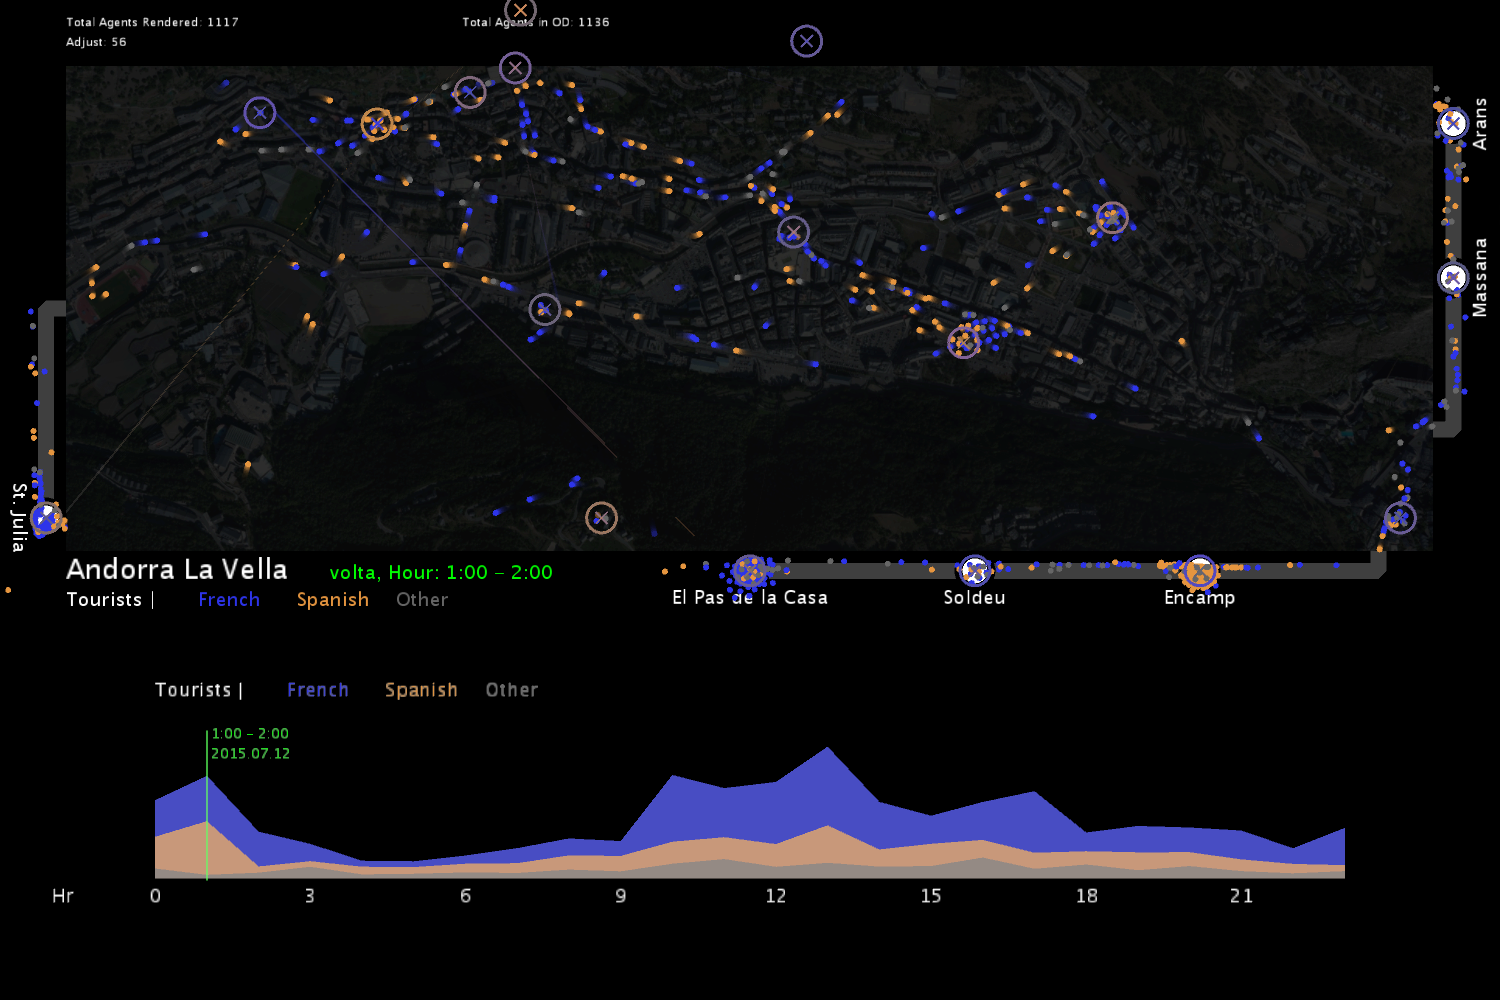 Total Agents Rendered: 1117
Total Agents in OD: 1136
Adjust: 56
Arans
Massana
St. Julia
Andorra La Vella
volta, Hour: 1:00 – 2:00
Tourists | French Spanish Other
El Pas de la Casa
Soldeu
Encamp
Tourists | French Spanish Other
1:00 – 2:00
2015.07.12
Hr 0 3 6 9 12 15 18 21